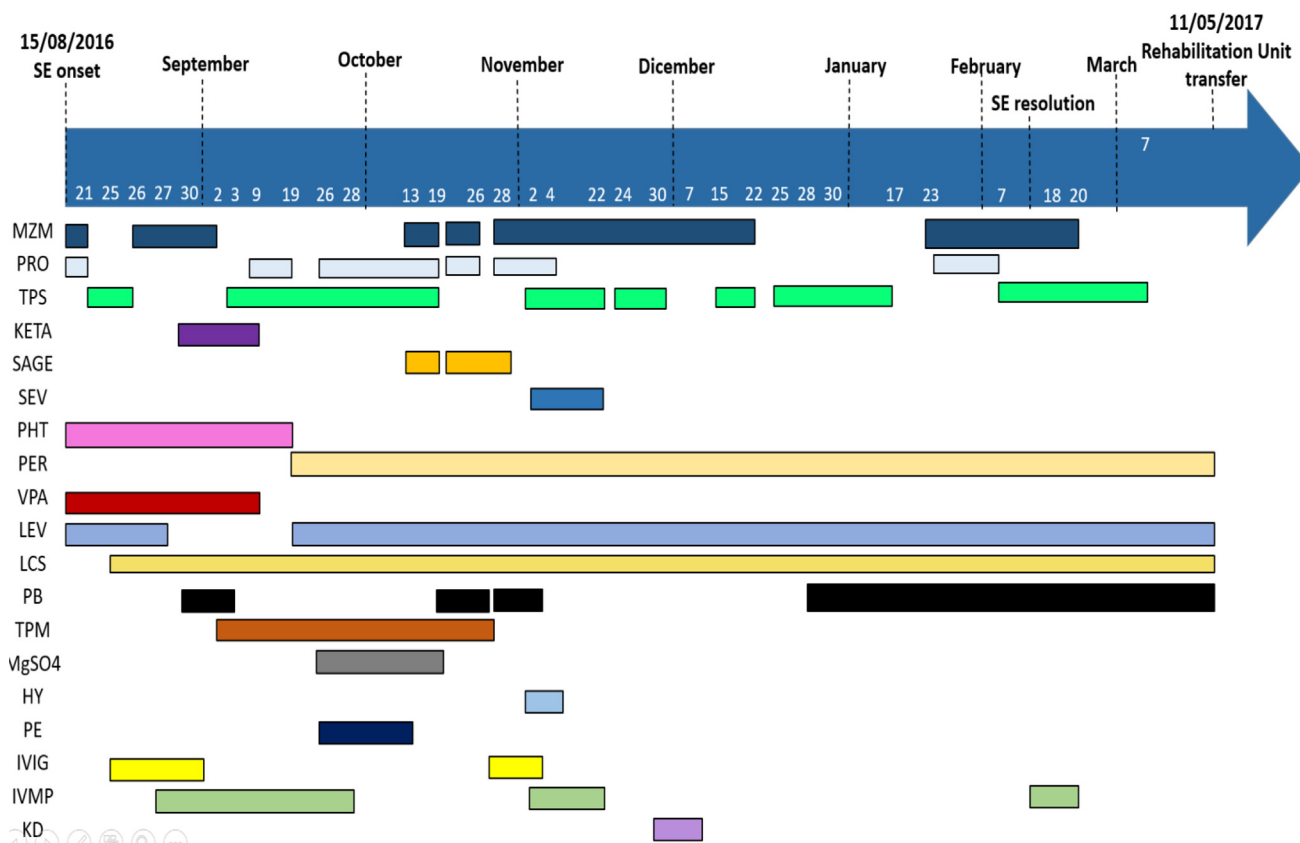 15/08/2016
SE onset
September
October
November
Dicember
January
February
SE resolution
March
11/05/2017
Rehabilitation Unit
transfer
7
21 25 26 27 30 2 3 9 19 26 28 13 19 26 28 2 4 22 24 30 7 15 22 25 28 30 17 23 7 18 20
MZM
PRO
TPS
KETA
SAGE
SEV
PHT
PER
VPA
LEV
LCS
PB
TPM
MgSO4
HY
PE
IVIG
IVMP
KD